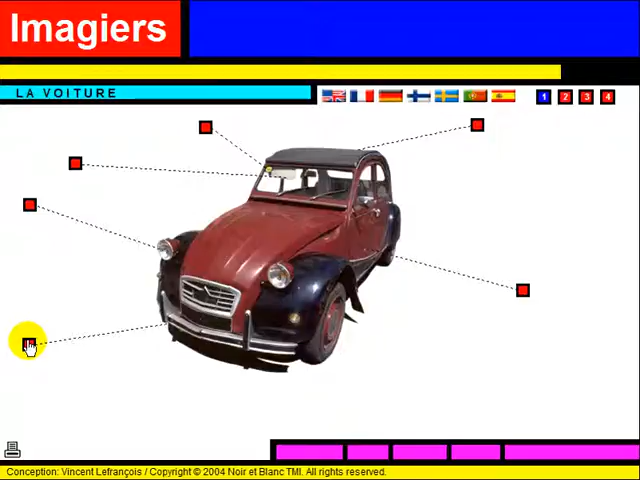 Imagiers
LA VOITURE
1 2 3 4
Conception: Vincent Lefrançois / Copyright © 2004 Noir et Blanc TMI. All rights reserved.